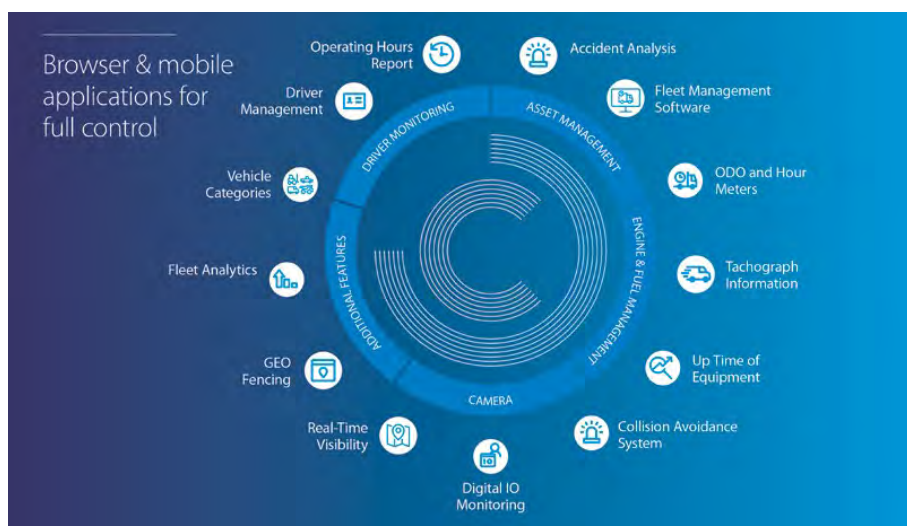 Browser & mobile
applications for
full control
Operating Hours
Report
Accident Analysis
Driver
Management
Fleet Management
Software
DRIVER MONITORING
ASSET MANAGEMENT
Vehicle
Categories
ODO and Hour
Meters
Fleet Analytics
ADDITIONAL FEATURES
ENGINE & FUEL MANAGEMENT
Tachograph
Information
GEO
Fencing
Up Time of
Equipment
CAMERA
Real-Time
Visibility
Collision Avoidance
System
Digital IO
Monitoring